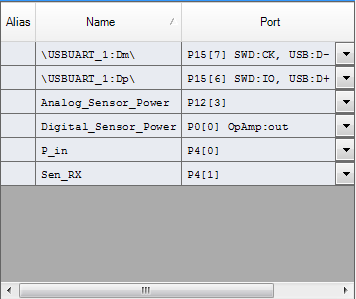 Alias Name Port
\USBUART_1:Dm\ P15[7] SWD:CK, USB:D-
\USBUART_1:Dp\ P15[6] SWD:IO, USB:D+
Analog_Sensor_Power P12[3]
Digital_Sensor_Power P0[0] OpAmp:out
P_in P4[0]
Sen_RX P4[1]